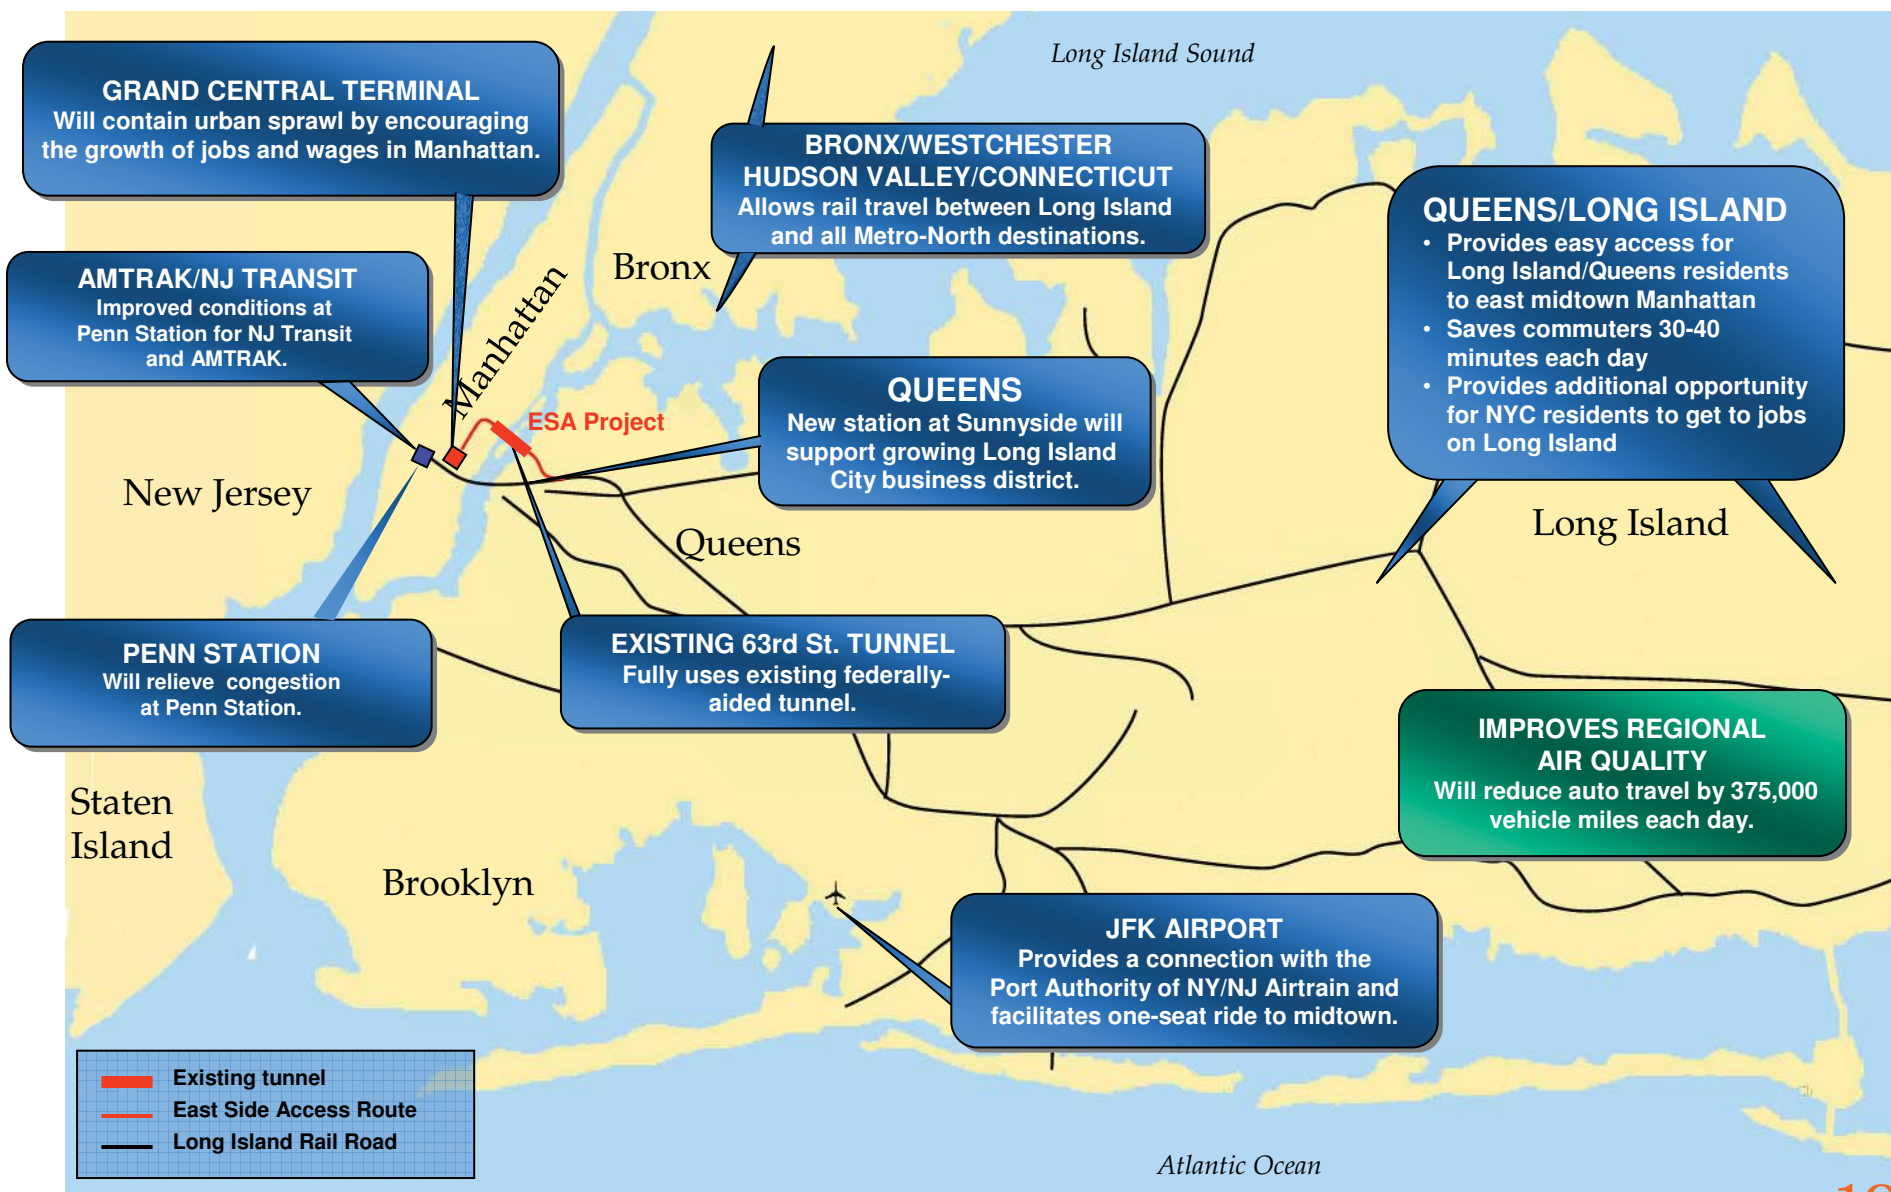 Long Island Sound
GRAND CENTRAL TERMINAL
Will contain urban sprawl by encouraging
the growth of jobs and wages in Manhattan.
BRONX/WESTCHESTER
HUDSON VALLEY/CONNECTICUT
Allows rail travel between Long Island
and all Metro-North destinations.
QUEENS/LONG ISLAND
• Provides easy access for
Long Island/Queens residents
to east midtown Manhattan
• Saves commuters 30-40
minutes each day
• Provides additional opportunity
for NYC residents to get to jobs
on Long Island
AMTRAK/NJ TRANSIT
Improved conditions at
Penn Station for NJ Transit
and AMTRAK.
Bronx
Manhattan
QUEENS
New station at Sunnyside will
support growing Long Island
City business district.
ESA Project
New Jersey
Queens
Long Island
PENN STATION
Will relieve congestion
at Penn Station.
EXISTING 63rd St. TUNNEL
Fully uses existing federally-
aided tunnel.
IMPROVES REGIONAL
AIR QUALITY
Will reduce auto travel by 375,000
vehicle miles each day.
Staten
Island
Brooklyn
JFK AIRPORT
Provides a connection with the
Port Authority of NY/NJ Airtrain and
facilitates one-seat ride to midtown.
Existing tunnel
East Side Access Route
Long Island Rail Road
Atlantic Ocean